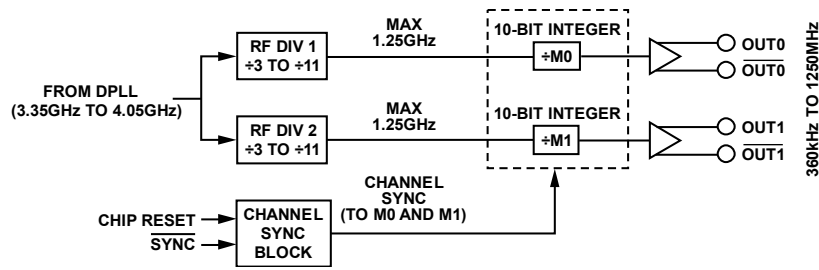 FROM DPLL
(3.35GHz TO 4.05GHz)
RF DIV 1
÷3 TO ÷11
MAX
1.25GHz
10-BIT INTEGER
÷M0
OUT0
OUT0
RF DIV 2
÷3 TO ÷11
MAX
1.25GHz
10-BIT INTEGER
÷M1
OUT1
OUT1
360kHz TO 1250MHz
CHIP RESET
SYNC
CHANNEL
SYNC
BLOCK
CHANNEL
SYNC
(TO M0 AND M1)